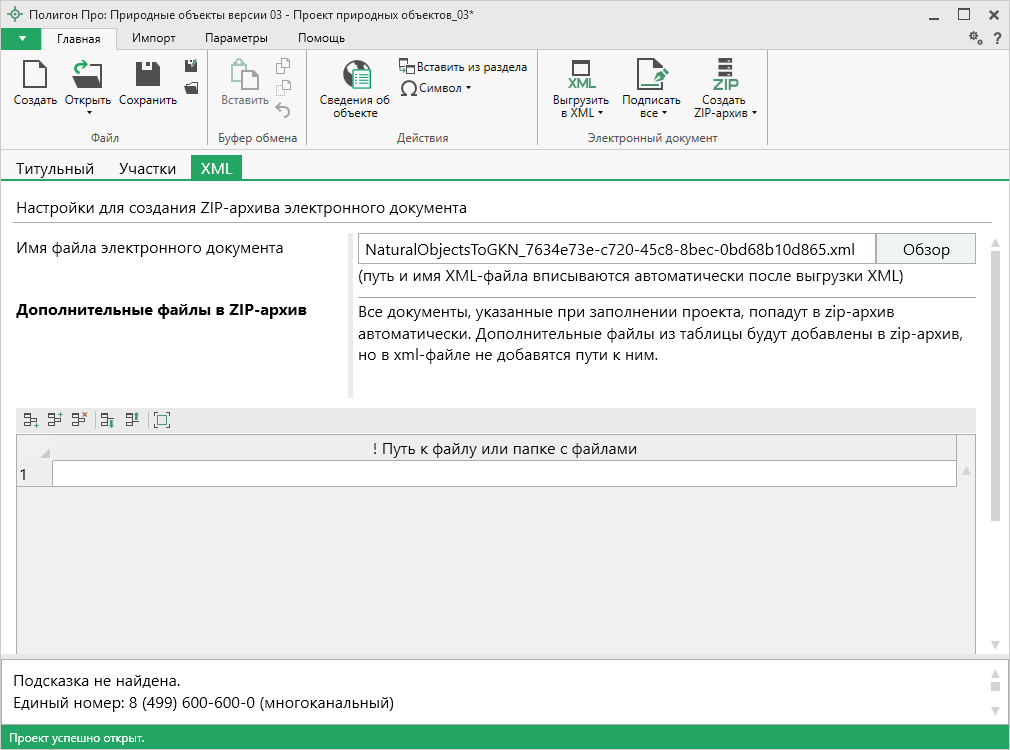 Полигон Про: Природные объекты версии 03 - Проект природных объектов_03*
Главная Импорт Параметры Помощь
?
Создать Открыть Сохранить
Файл
Вставить
Буфер обмена
Сведения об
объекте
Вставить из раздела
Символ
Действия
XML
Выгрузить
в XML
Подписать
все
ZIP
Создать
ZIP-архив
Электронный документ
Титульный Участки XML
Настройки для создания ZIP-архива электронного документа
Имя файла электронного документа
NaturalObjectsToGKN_7634e73e-c720-45c8-8bec-0bd68b10d865.xml
Обзор
(путь и имя XML-файла вписываются автоматически после выгрузки XML)
Дополнительные файлы в ZIP-архив
Все документы, указанные при заполнении проекта, попадут в zip-архив
автоматически. Дополнительные файлы из таблицы будут добавлены в zip-архив,
но в xml-файле не добавятся пути к ним.
! Путь к файлу или папке с файлами
1
Подсказка не найдена.
Единый номер: 8 (499) 600-600-0 (многоканальный)
Проект успешно открыт.